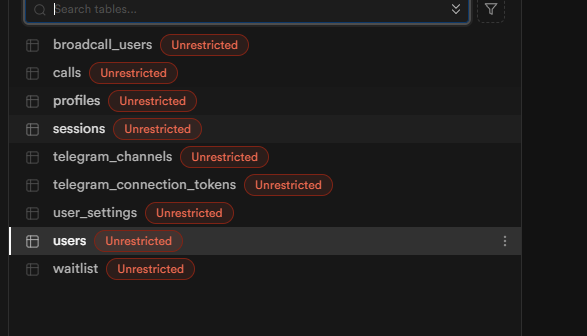 Search tables...
broadcall_users Unrestricted
calls Unrestricted
profiles Unrestricted
sessions Unrestricted
telegram_channels Unrestricted
telegram_connection_tokens Unrestricted
user_settings Unrestricted
users Unrestricted
waitlist Unrestricted